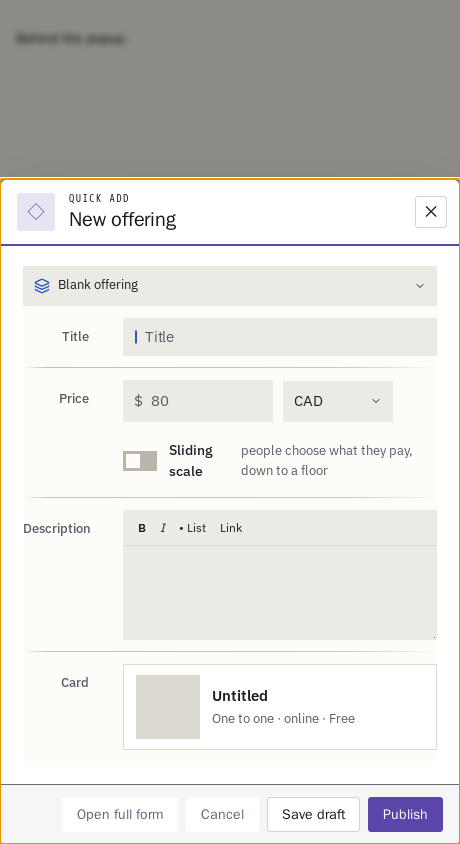 Behind the popup.
QUICK ADD
New offering
Blank offering
Title
Title
Price
$ 80
CAD
Sliding scale
people choose what they pay,
down to a floor
Description
B I • List Link
Card
Untitled
One to one · online · Free
Open full form
Cancel
Save draft
Publish